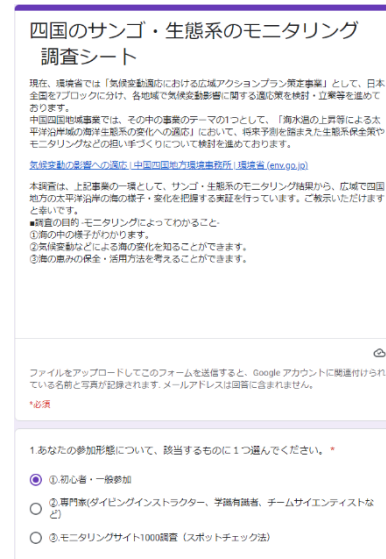 四国のサンゴ・生態系のモニタリング
調査シート
現在、環境省では「気候変動適応における広域アクションプラン策定事業」として、日本
全国を7ブロックに分け、各地域で気候変動影響に関する適応策を検討・立案等を進めて
おります。
中国四国地域事業では、その中の事業のテーマの1つとして、「海水温の上昇等による太
平洋沿岸域の海洋生態系の変化への適応」において、将来予測を踏まえた生態系保全策や
モニタリングなどの担い手づくりについて検討を進めております。
気候変動の影響への適応 | 中国四国地方環境事務所 | 環境省 (env.go.jp)
本調査は、上記事業の一環として、サンゴ・生態系のモニタリング結果から、広域で四国
地方の太平洋沿岸の海の様子・変化を把握する実証を行っています。ご教示いただけます
と幸いです。
■調査の目的 -モニタリングによってわかること-
①海の中の様子がわかります。
②気候変動などによる海の変化を知ることができます。
③海の恵みの保全・活用方法を考えることができます。
ファイルをアップロードしてこのフォームを送信すると、Google アカウントに関連付けられ
ている名前と写真が記録されます. メールアドレスは回答に含まれません。
*必須
1.あなたの参加形態について、該当するものに１つ選んでください。 *
①.初心者・一般参加
②.専門家(ダイビングインストラクター、学識有識者、チームサイエンティストな
ど)
③.モニタリングサイト1000調査（スポットチェック法）